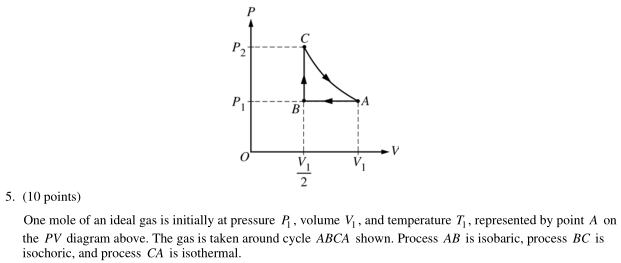 P
C
P₂
P₁
B
A
O
V₁/2
V₁
V
5. (10 points)
One mole of an ideal gas is initially at pressure P₁, volume V₁, and temperature T₁, represented by point A on
the PV diagram above. The gas is taken around cycle ABCA shown. Process AB is isobaric, process BC is
isochoric, and process CA is isothermal.